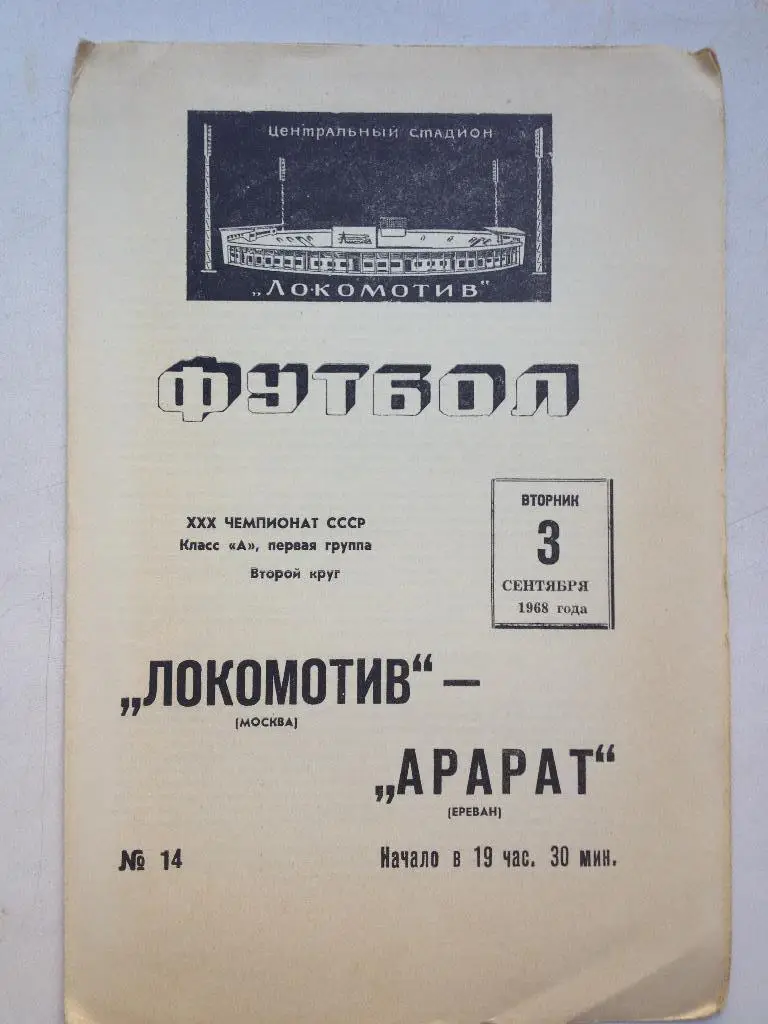 Центральный стадион
„Локомотив"
ФУТБОЛ
XXX ЧЕМПИОНАТ СССР
Класс «А», первая группа
Второй круг
ВТОРНИК
3
СЕНТЯБРЯ
1968 года
„ЛОКОМОТИВ“ —
(МОСКВА)
„АРАРАТ“
(ЕРЕВАН)
№ 14
Начало в 19 час. 30 мин.